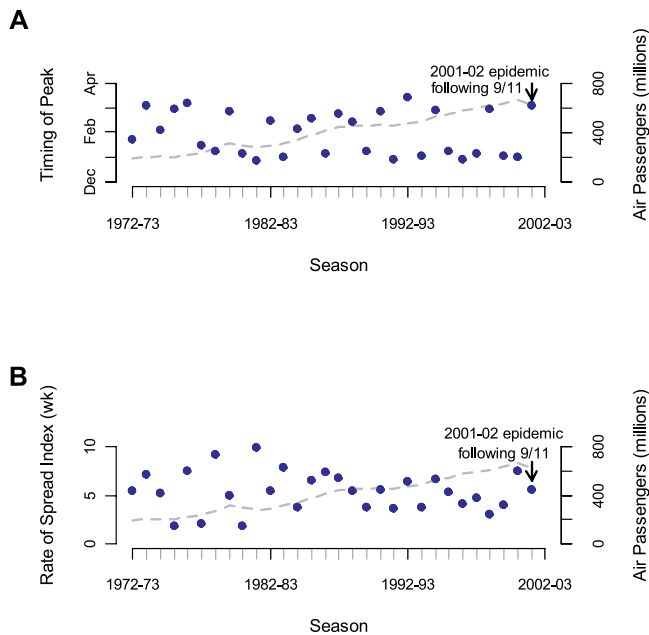 A
Timing of Peak
Apr
Feb
Dec
2001-02 epidemic
following 9/11
800
400
0
Air Passengers (millions)
1972-73
1982-83
1992-93
2002-03
Season
B
Rate of Spread Index (wk)
10
5
0
2001-02 epidemic
following 9/11
800
400
0
Air Passengers (millions)
1972-73
1982-83
1992-93
2002-03
Season